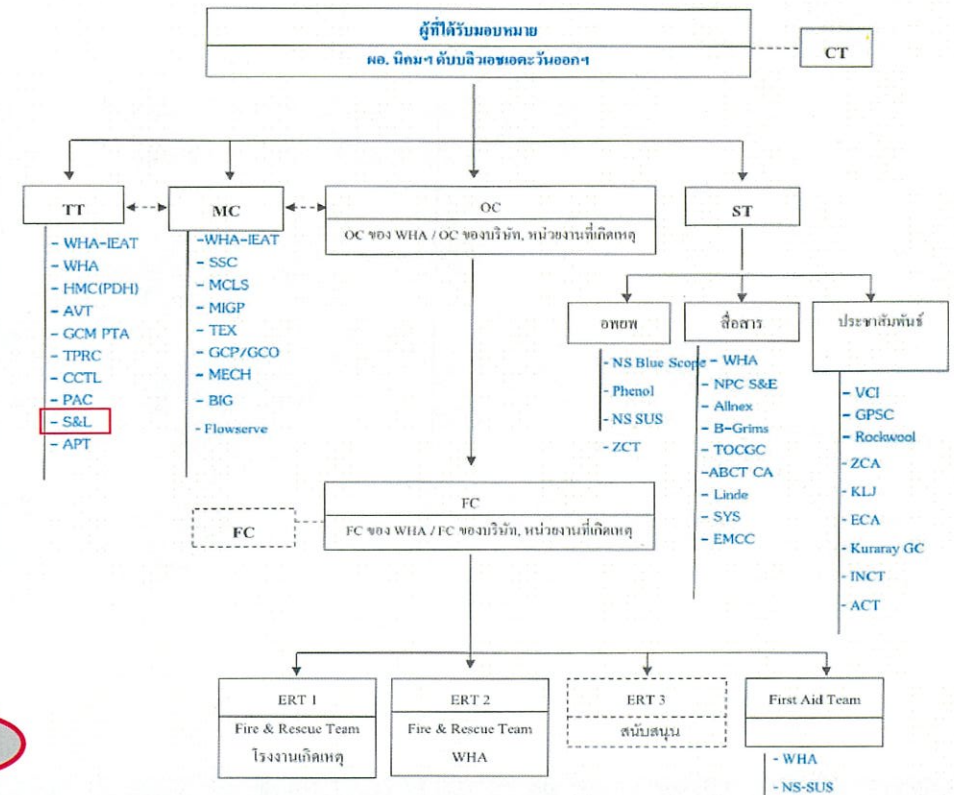 ผู้ที่ได้รับมอบหมาย
ผอ. นิคมฯ ดับบลิวเอชเอตะวันออกฯ
CT
TT
MC
OC
OC ของ WHA / OC ของบริษัท, หน่วยงานที่เกิดเหตุ
ST
- WHA-IEAT
- WHA
- HMC(PDH)
- AVT
- GCM PTA
- TPRC
- CCTL
- PAC
- S&L
- APT
-WHA-IEAT
- SSC
- MCLS
- MIGP
- TEX
- GCP/GCO
- MECH
- BIG
- Flowserve
อพยพ
- NS Blue Scope
- Phenol
- NS SUS
- ZCT
สื่อสาร
- WHA
- NPC S&E
- Allnex
- B-Grims
- TOCGC
-ABCT CA
- Linde
- SYS
- EMCC
ประชาสัมพันธ์
- VCI
- GPSC
- Rockwool
- ZCA
- KLJ
- ECA
- Kuraray GC
- INCT
- ACT
FC
FC
FC ของ WHA / FC ของบริษัท, หน่วยงานที่เกิดเหตุ
ERT 1
Fire & Rescue Team
โรงงานเกิดเหตุ
ERT 2
Fire & Rescue Team
WHA
ERT 3
สนับสนุน
First Aid Team
- WHA
- NS-SUS